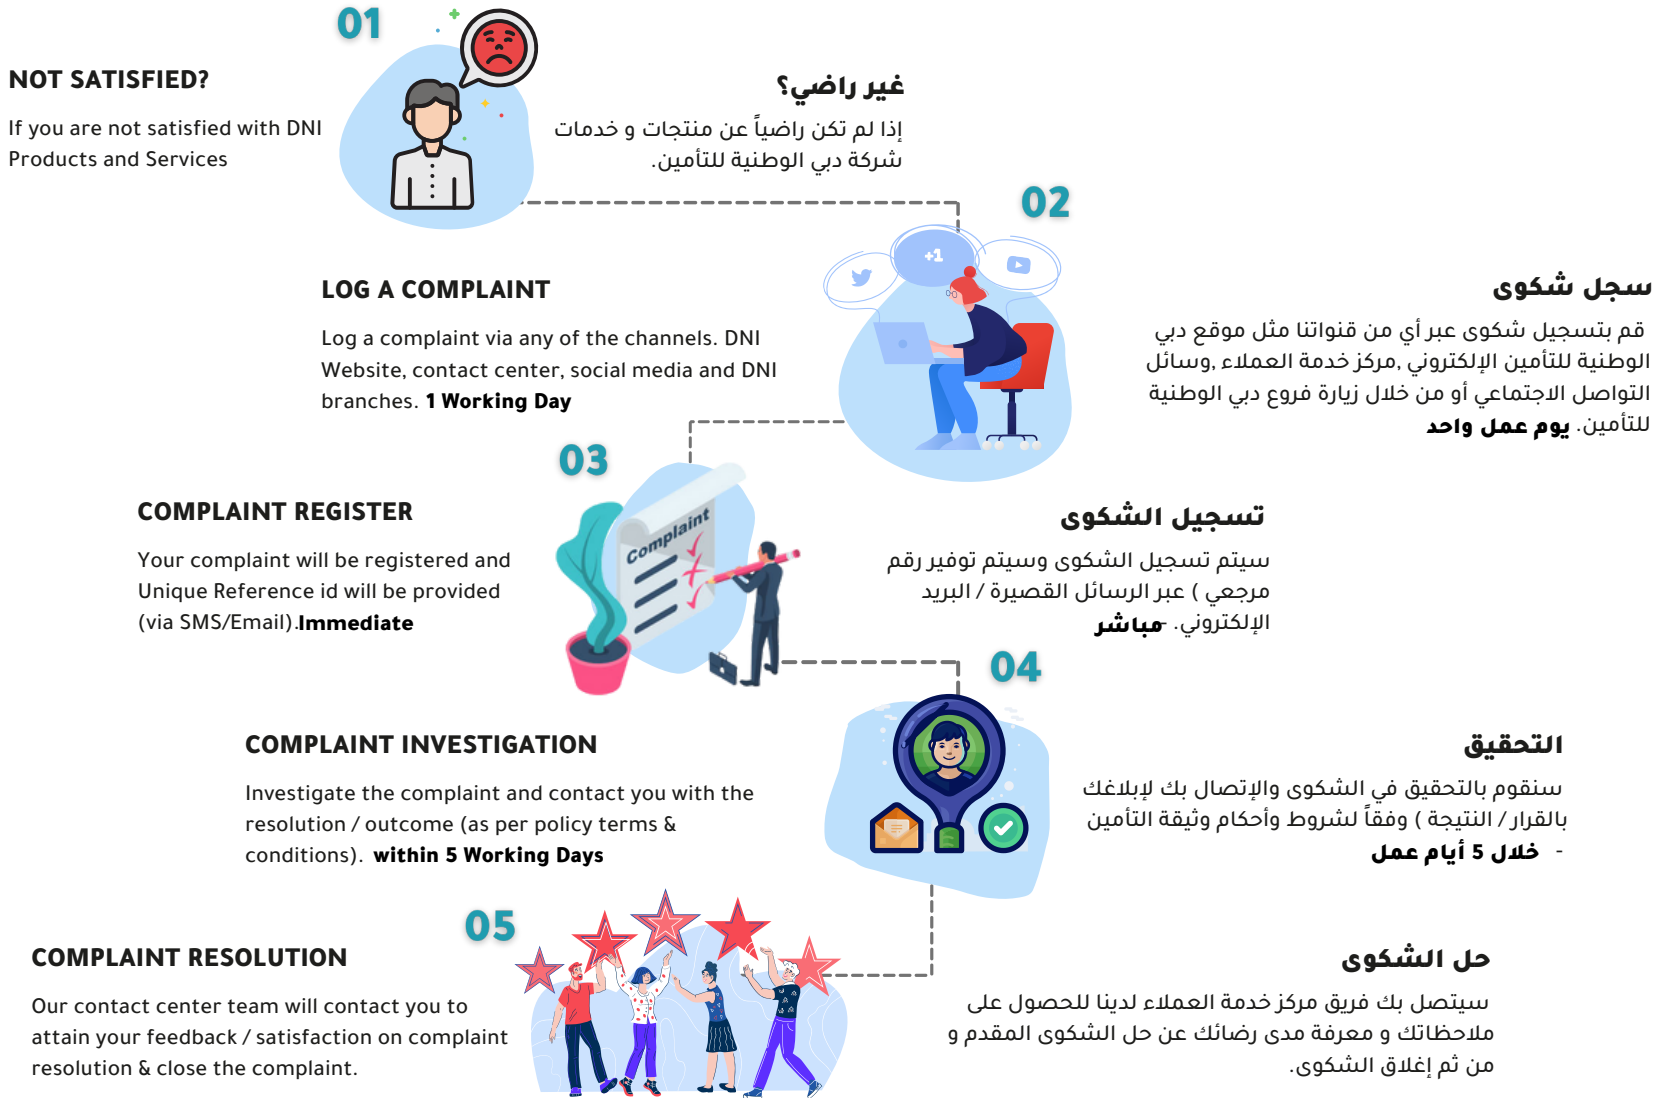 01
NOT SATISFIED?
If you are not satisfied with DNI
Products and Services
غير راضي؟
إذا لم تكن راضياً عن منتجات و خدمات
شركة دبي الوطنية للتأمين.
02
+1
LOG A COMPLAINT
Log a complaint via any of the channels. DNI
Website, contact center, social media and DNI
branches. 1 Working Day
سجل شكوى
قم بتسجيل شكوى عبر أي من قنواتنا مثل موقع دبي
الوطنية للتأمين الإلكتروني ,مركز خدمة العملاء ,وسائل
التواصل الاجتماعي أو من خلال زيارة فروع دبي الوطنية
للتأمين. يوم عمل واحد
03
Complaint
COMPLAINT REGISTER
Your complaint will be registered and
Unique Reference id will be provided
(via SMS/Email).Immediate
تسجيل الشكوى
سيتم تسجيل الشكوى وسيتم توفير رقم
مرجعي ) عبر الرسائل القصيرة / البريد
الإلكتروني. -مباشر
04
COMPLAINT INVESTIGATION
Investigate the complaint and contact you with the
resolution / outcome (as per policy terms &
conditions). within 5 Working Days
التحقيق
سنقوم بالتحقيق في الشكوى والإتصال بك لإبلاغك
بالقرار / النتيجة ) وفقاً لشروط وأحكام وثيقة التأمين
- خلال 5 أيام عمل
05
COMPLAINT RESOLUTION
Our contact center team will contact you to
attain your feedback / satisfaction on complaint
resolution & close the complaint.
حل الشكوى
سيتصل بك فريق مركز خدمة العملاء لدينا للحصول على
ملاحظاتك و معرفة مدى رضائك عن حل الشكوى المقدم و
من ثم إغلاق الشكوى.